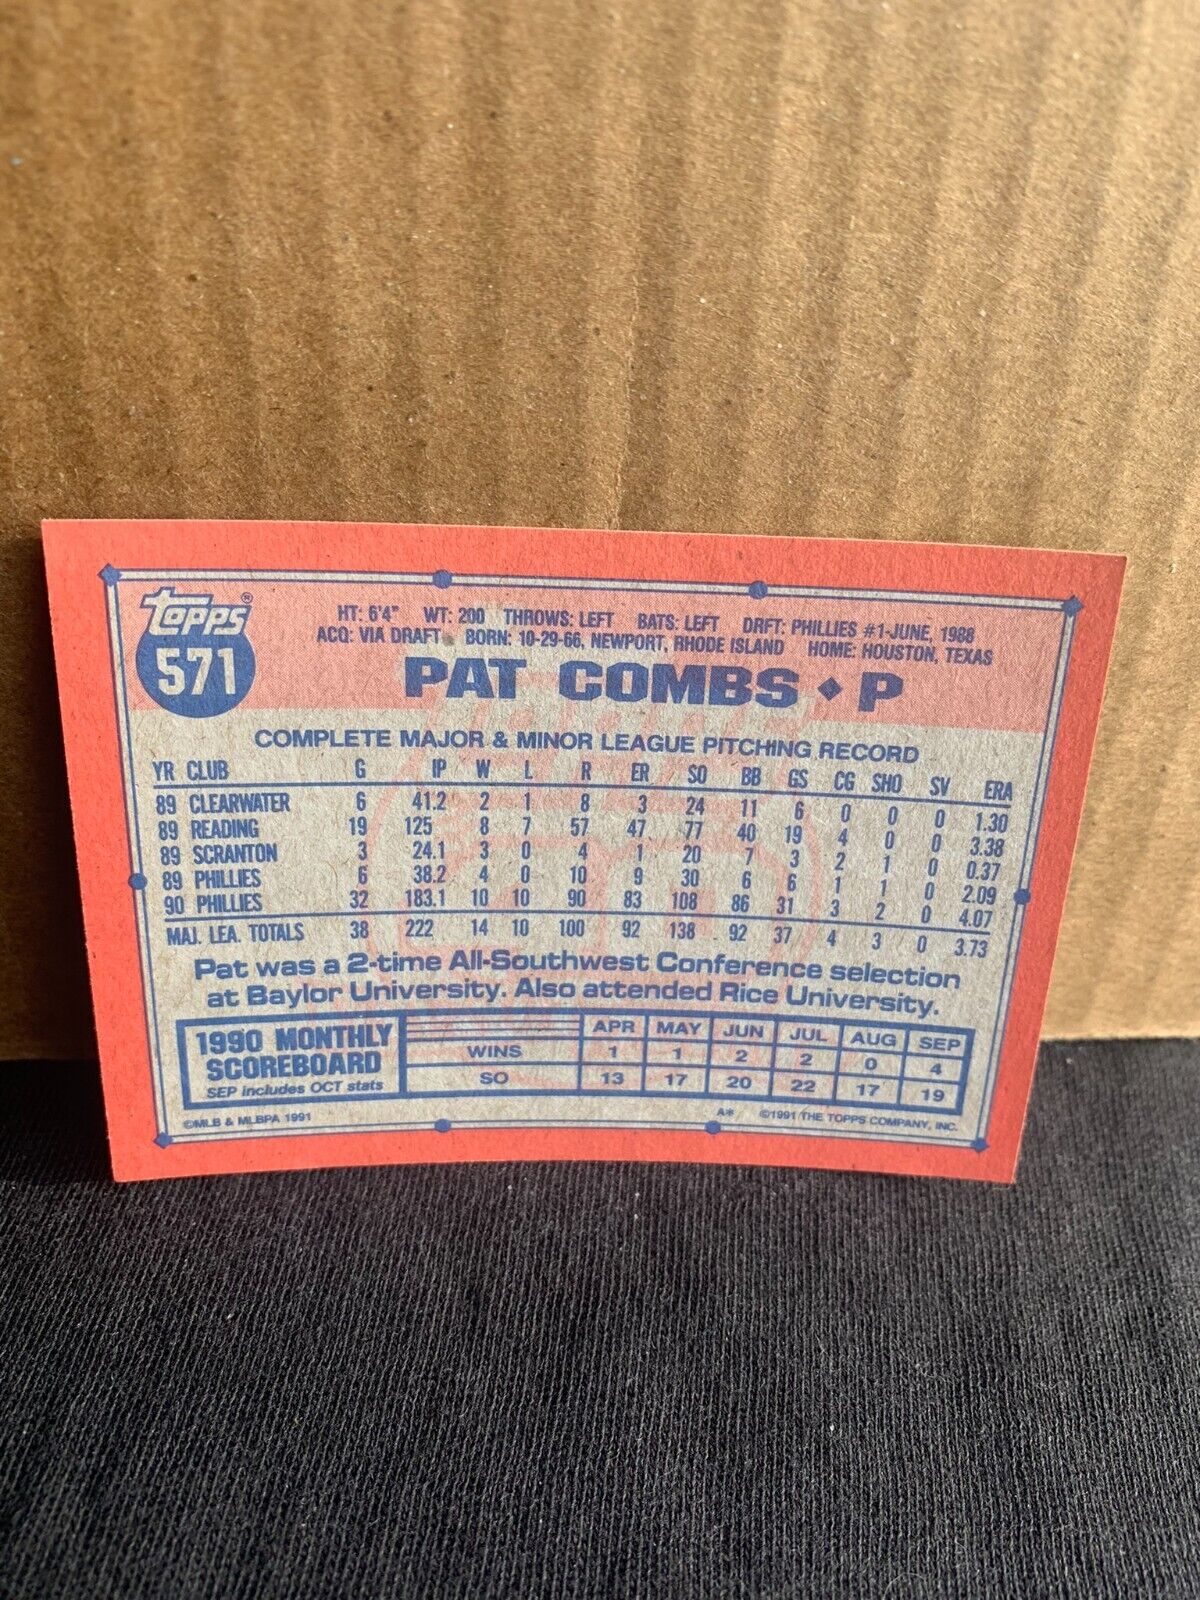 topps®
571
HT: 6'4" WT: 200 THROWS: LEFT BATS: LEFT DRFT: PHILLIES #1-JUNE, 1988
ACQ: VIA DRAFT BORN: 10-29-66, NEWPORT, RHODE ISLAND HOME: HOUSTON, TEXAS
PAT COMBS ♦ P
COMPLETE MAJOR & MINOR LEAGUE PITCHING RECORD
YR CLUB G IP W L R ER SO BB GS CG SHO SV ERA
89 CLEARWATER 6 41.2 2 1 8 3 24 11 6 0 0 0 1.30
89 READING 19 125 8 7 57 47 77 40 19 4 0 0 3.38
89 SCRANTON 3 24.1 3 0 4 1 20 7 3 2 1 0 0.37
89 PHILLIES 6 38.2 4 0 10 9 30 6 6 1 1 0 2.09
90 PHILLIES 32 183.1 10 10 90 83 108 86 31 3 2 0 4.07
MAJ. LEA. TOTALS 38 222 14 10 100 92 138 92 37 4 3 0 3.73
Pat was a 2-time All-Southwest Conference selection
at Baylor University. Also attended Rice University.
1990 MONTHLY
SCOREBOARD
SEP includes OCT stats
APR MAY JUN JUL AUG SEP
WINS 1 1 2 2 0 4
SO 13 17 20 22 17 19
©MLB & MLBPA 1991 A* ©1991 THE TOPPS COMPANY, INC.